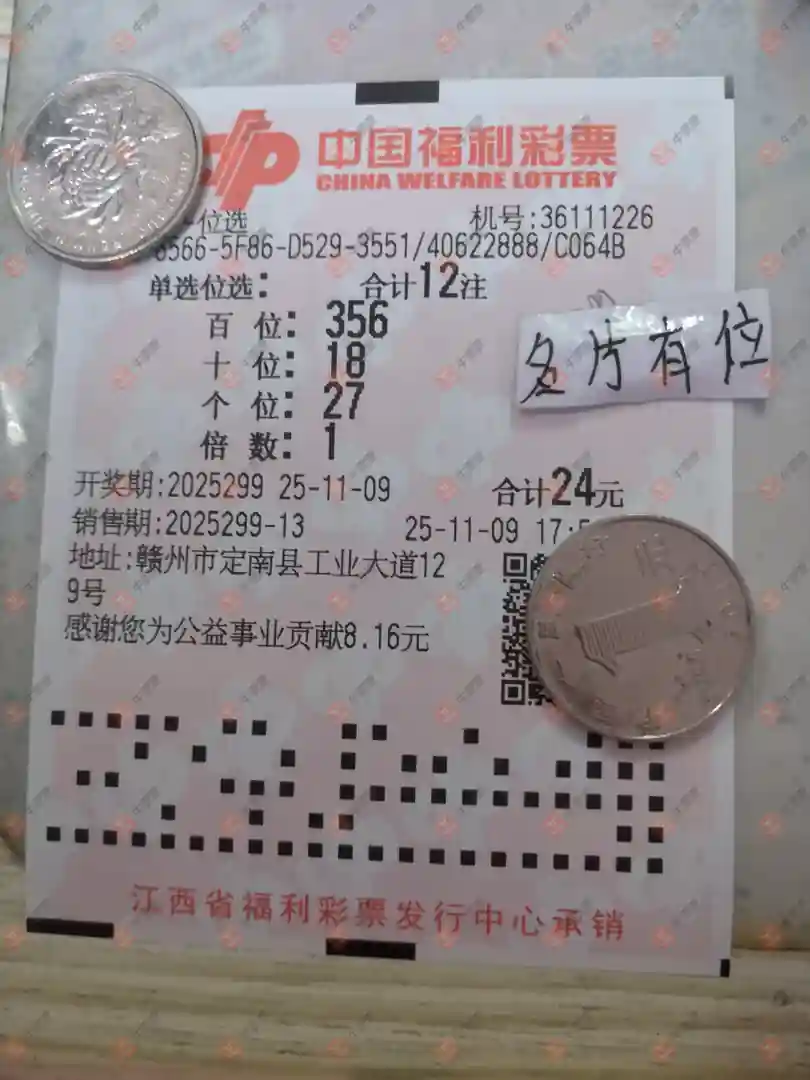 中国福利彩票
CHINA WELFARE LOTTERY
位选 机号:36111226
6566-5F86-D529-3551/40622888/C064B
单选位选: 合计12注
百 位: 356
十 位: 18
个 位: 27
倍 数: 1
名片有位
开奖期:2025299 25-11-09 合计24元
销售期:2025299-13 25-11-09 17:5
地址:赣州市定南县工业大道12
9号
感谢您为公益事业贡献8.16元
江西省福利彩票发行中心承销